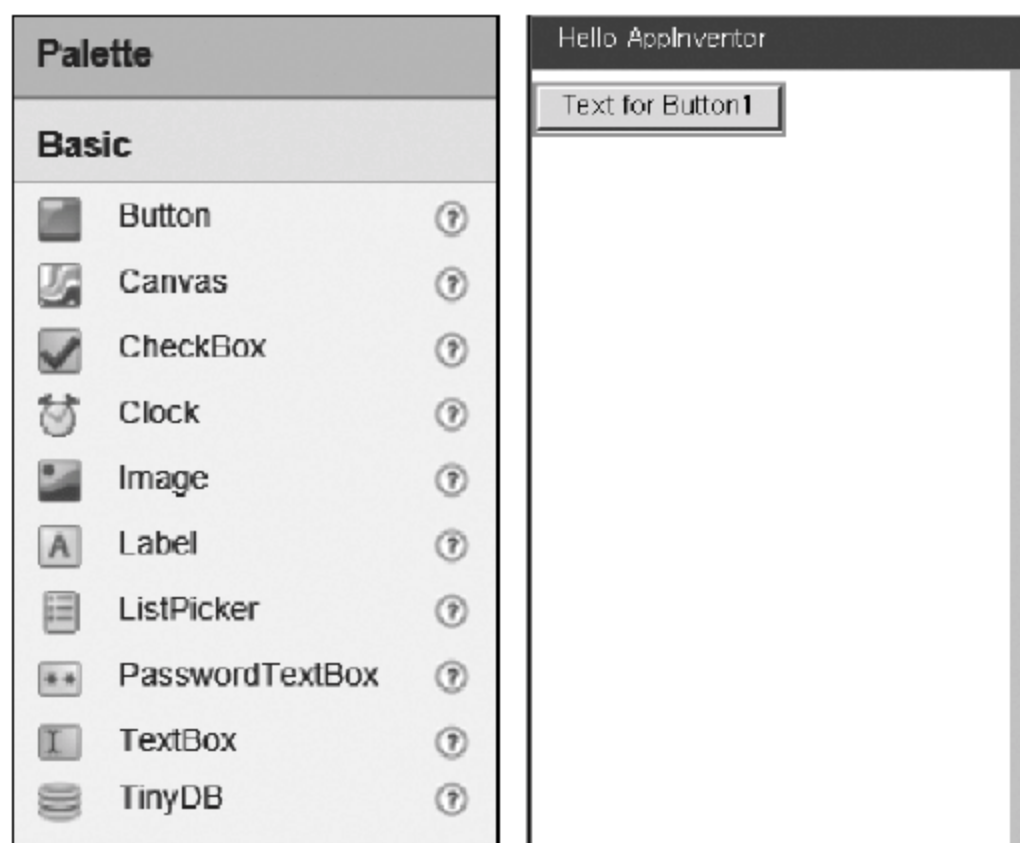 Palette
Basic
Button ?
Canvas ?
CheckBox ?
Clock ?
Image ?
A Label ?
ListPicker ?
** PasswordTextBox ?
TextBox ?
TinyDB ?
Hello AppInventor
Text for Button1